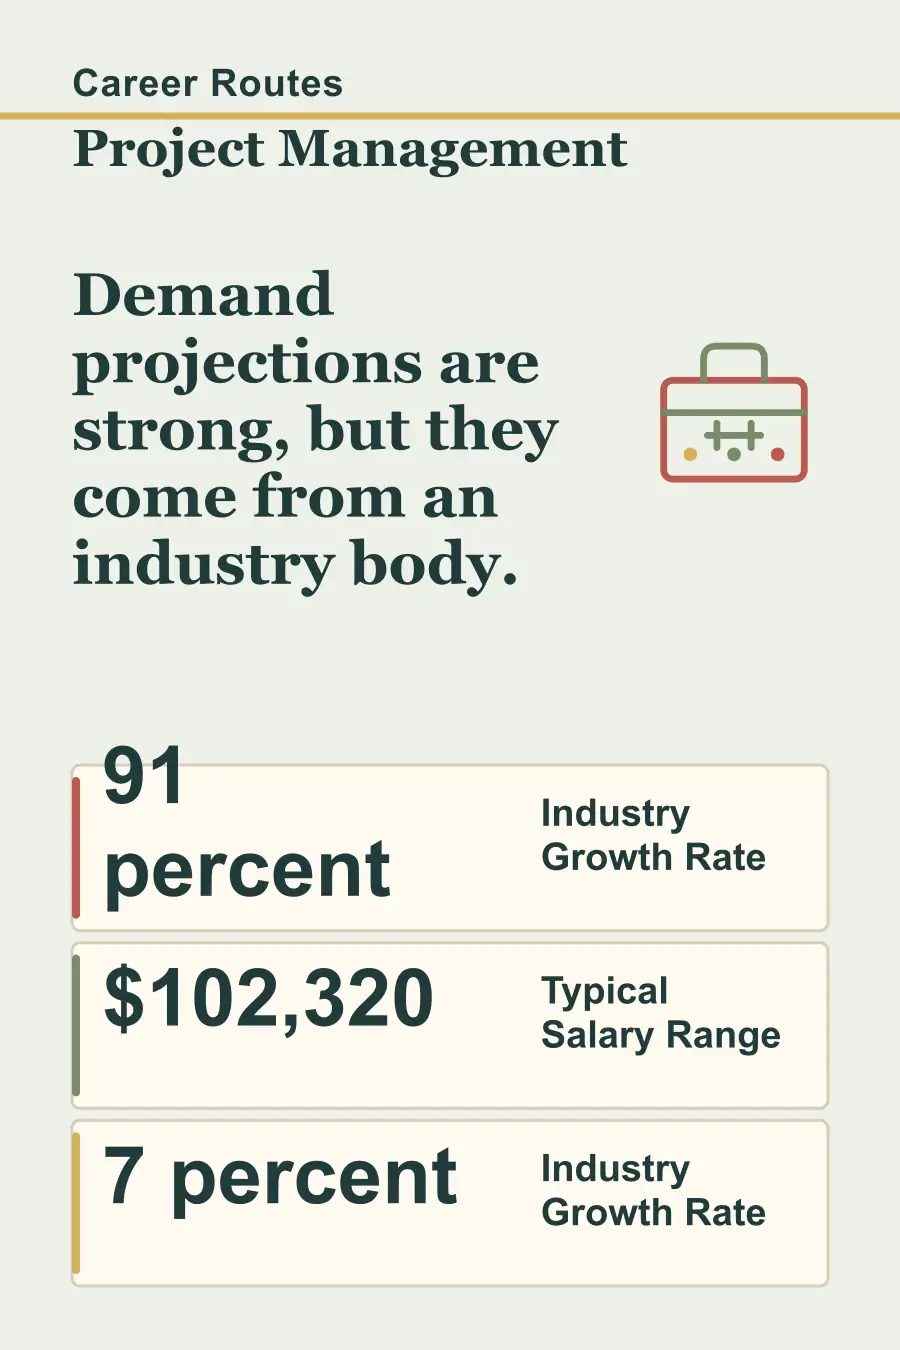 Career Routes
Project Management
Demand
projections are
strong, but they
come from an
industry body.
91
percent
Industry
Growth Rate
$102,320
Typical
Salary Range
7 percent
Industry
Growth Rate